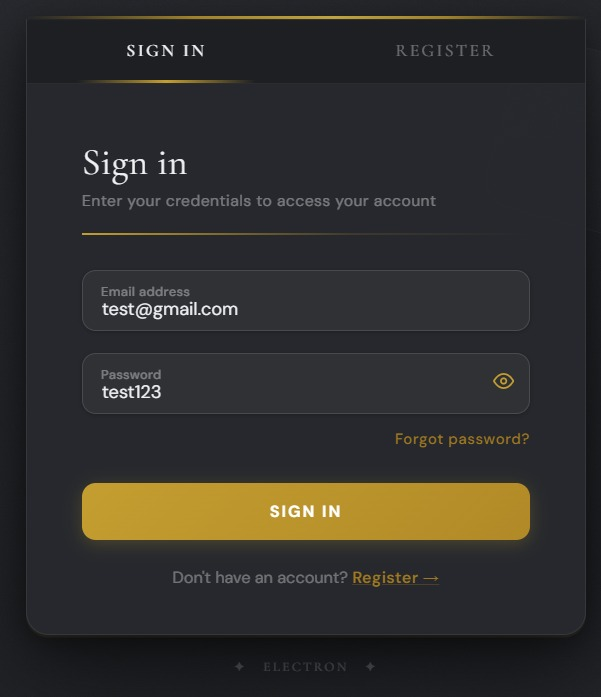 SIGN IN REGISTER
Sign in
Enter your credentials to access your account
Email address
test@gmail.com
Password
test123
Forgot password?
SIGN IN
Don't have an account? Register →
✦ ELECTRON ✦